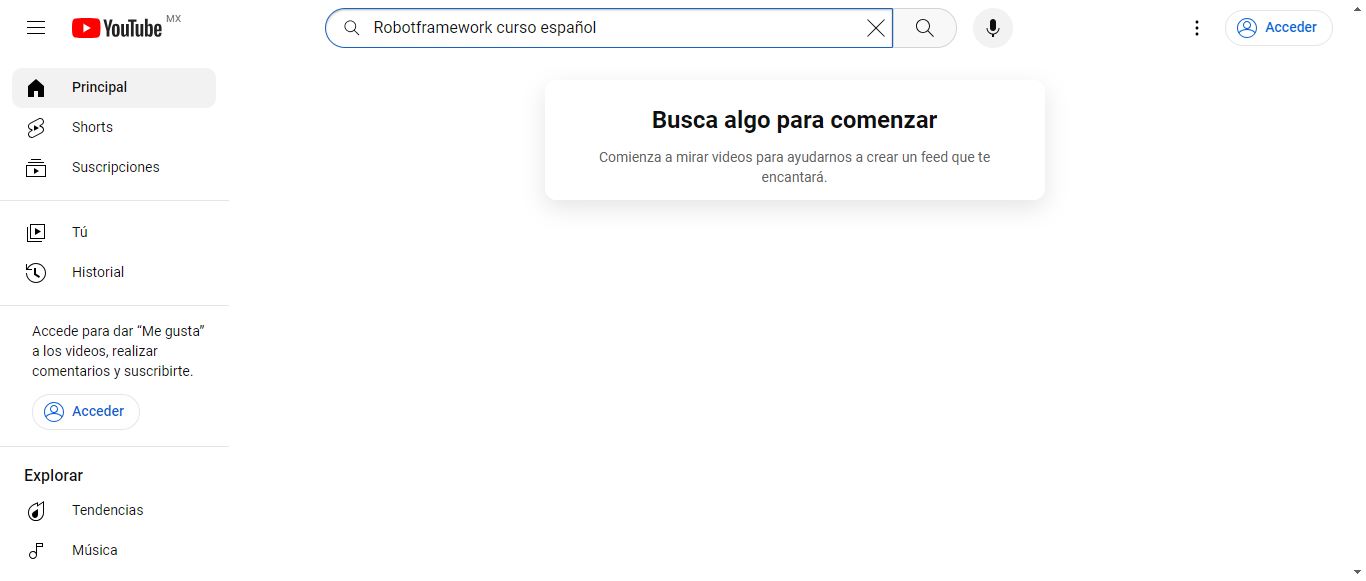 YouTube MX
Robotframework curso español
Acceder
Principal
Shorts
Suscripciones
Tú
Historial
Accede para dar “Me gusta”
a los videos, realizar
comentarios y suscribirte.
Acceder
Explorar
Tendencias
Música
Busca algo para comenzar
Comienza a mirar videos para ayudarnos a crear un feed que te
encantará.